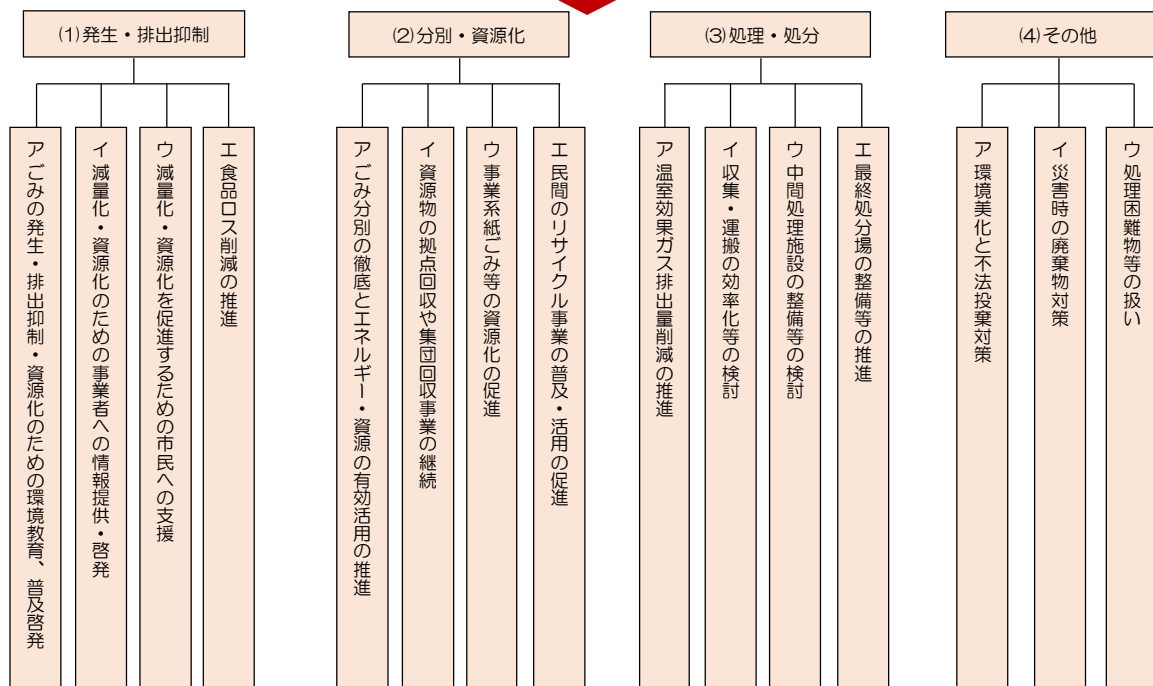 (1)発生・排出抑制
ア ごみの発生・排出抑制・資源化のための環境教育、普及啓発
イ 減量化・資源化のための事業者への情報提供・啓発
ウ 減量化・資源化を促進するための市民への支援
エ 食品ロス削減の推進
(2)分別・資源化
ア ごみ分別の徹底とエネルギー・資源の有効活用の推進
イ 資源物の拠点回収や集団回収事業の継続
ウ 事業系紙ごみ等の資源化の促進
エ 民間のリサイクル事業の普及・活用の促進
(3)処理・処分
ア 温室効果ガス排出量削減の推進
イ 収集・運搬の効率化等の検討
ウ 中間処理施設の整備等の検討
エ 最終処分場の整備等の推進
(4)その他
ア 環境美化と不法投棄対策
イ 災害時の廃棄物対策
ウ 処理困難物等の扱い